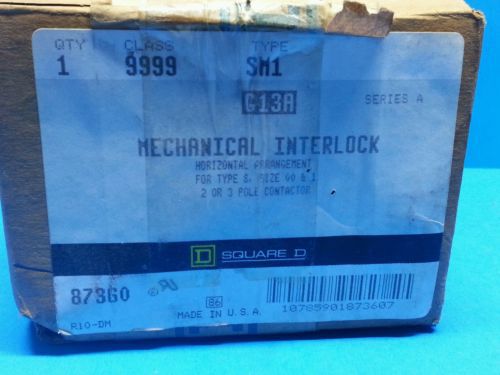 QTY CLASS TYPE
1 9999 SM1
G13A SERIES A
MECHANICAL INTERLOCK
HORIZONTAL ARRANGEMENT
FOR TYPE S, SIZE 00 & 1
2 OR 3 POLE CONTACTOR
D SQUARE D
87360
86
MADE IN U.S.A.
10785901873607
R10-DM